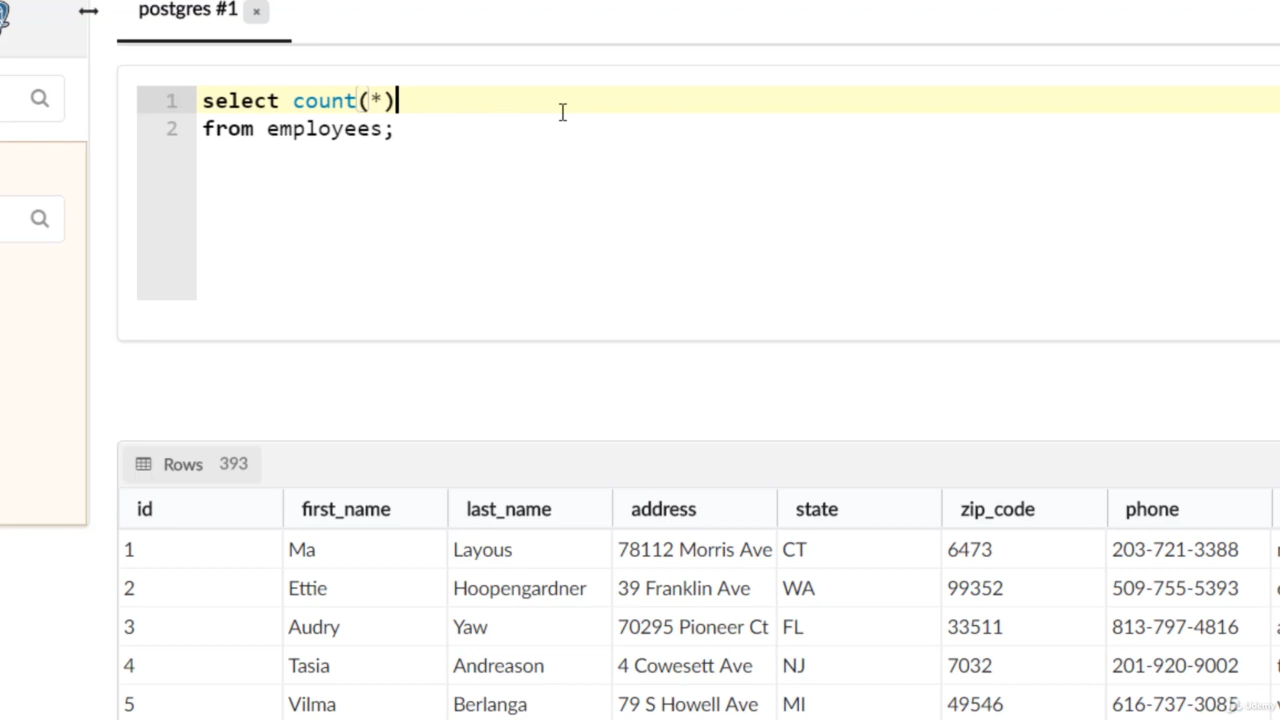 postgres #1 ×
1 select count(*)
2 from employees;
Rows 393
id first_name last_name address state zip_code phone
1 Ma Layous 78112 Morris Ave CT 6473 203-721-3388
2 Ettie Hoopengardner 39 Franklin Ave WA 99352 509-755-5393
3 Audry Yaw 70295 Pioneer Ct FL 33511 813-797-4816
4 Tasia Andreason 4 Cowesett Ave NJ 7032 201-920-9002
5 Vilma Berlanga 79 S Howell Ave MI 49546 616-737-3085
Udemy